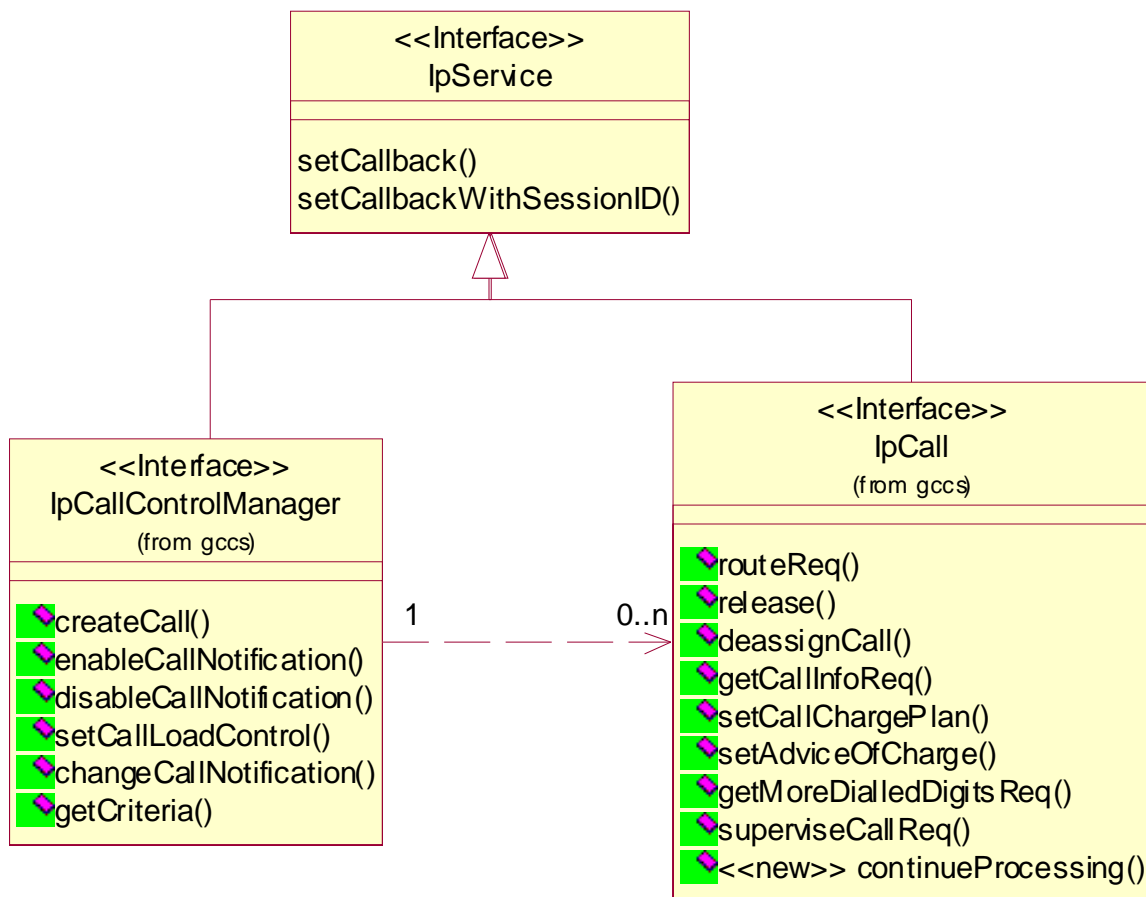 <<Interface>>
IpService
setCallback()
setCallbackWithSessionID()
<<Interface>>
IpCallControlManager
(from gccs)
createCall()
enableCallNotification()
disableCallNotification()
setCallLoadControl()
changeCallNotification()
getCriteria()
1
0..n
<<Interface>>
IpCall
(from gccs)
routeReq()
release()
deassignCall()
getCallInfoReq()
setCallChargePlan()
setAdviceOfCharge()
getMoreDialledDigitsReq()
superviseCallReq()
<<new>> continueProcessing()